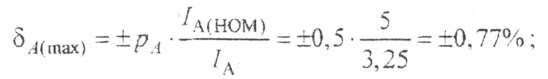 δA(max) = ±pA · IA(НОМ) / IA = ±0,5 · 5 / 3,25 = ±0,77% ;